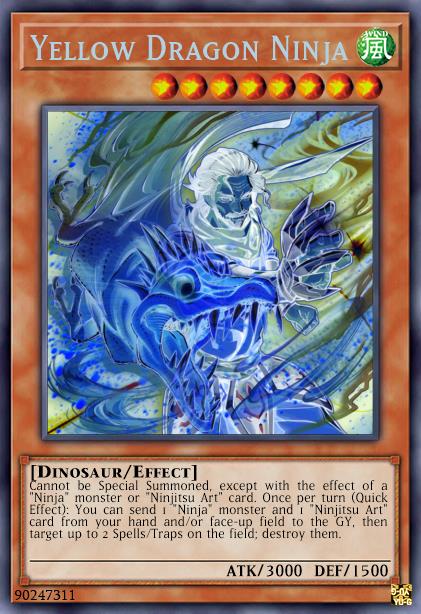 Yellow Dragon Ninja
WIND
風
[Dinosaur/Effect]
Cannot be Special Summoned, except with the effect of a
"Ninja" monster or "Ninjitsu Art" card. Once per turn (Quick
Effect): You can send 1 "Ninja" monster and 1 "Ninjitsu Art"
card from your hand and/or face-up field to the GY, then
target up to 2 Spells/Traps on the field; destroy them.
ATK/3000 DEF/1500
90247311